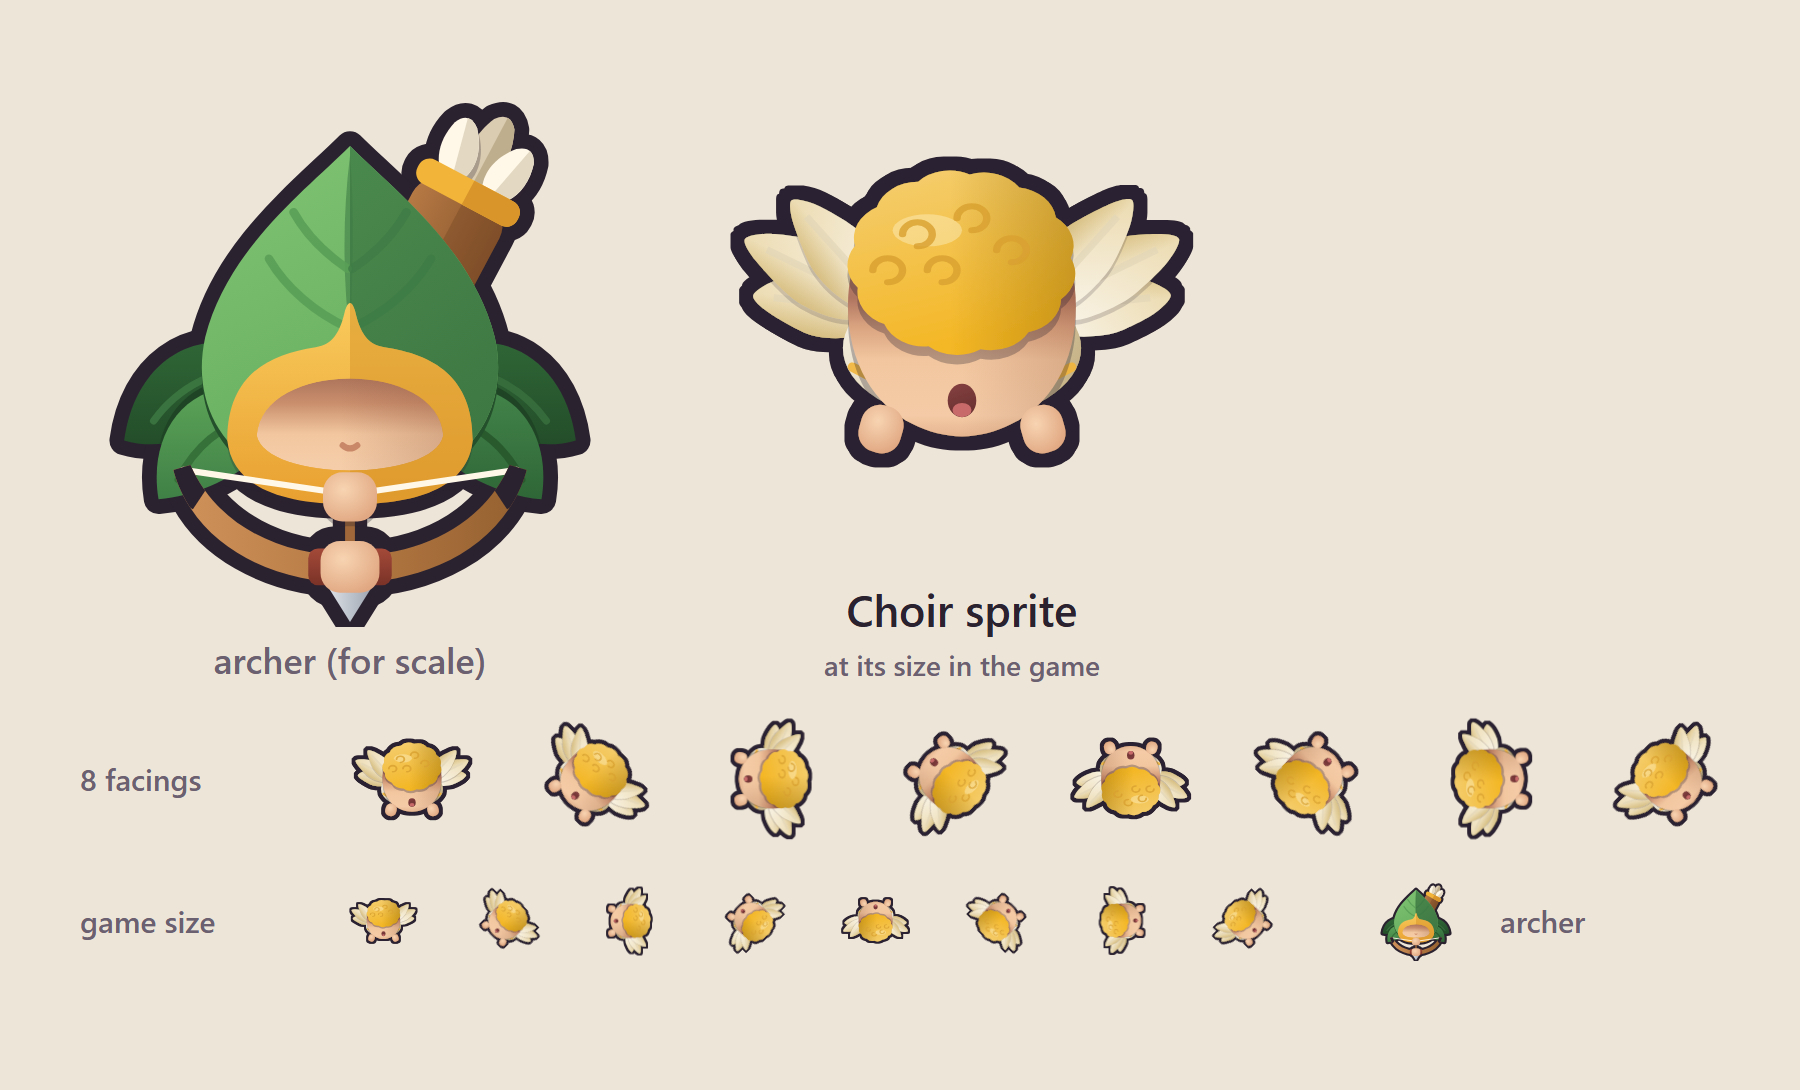 archer (for scale)
Choir sprite
at its size in the game
8 facings
game size
archer